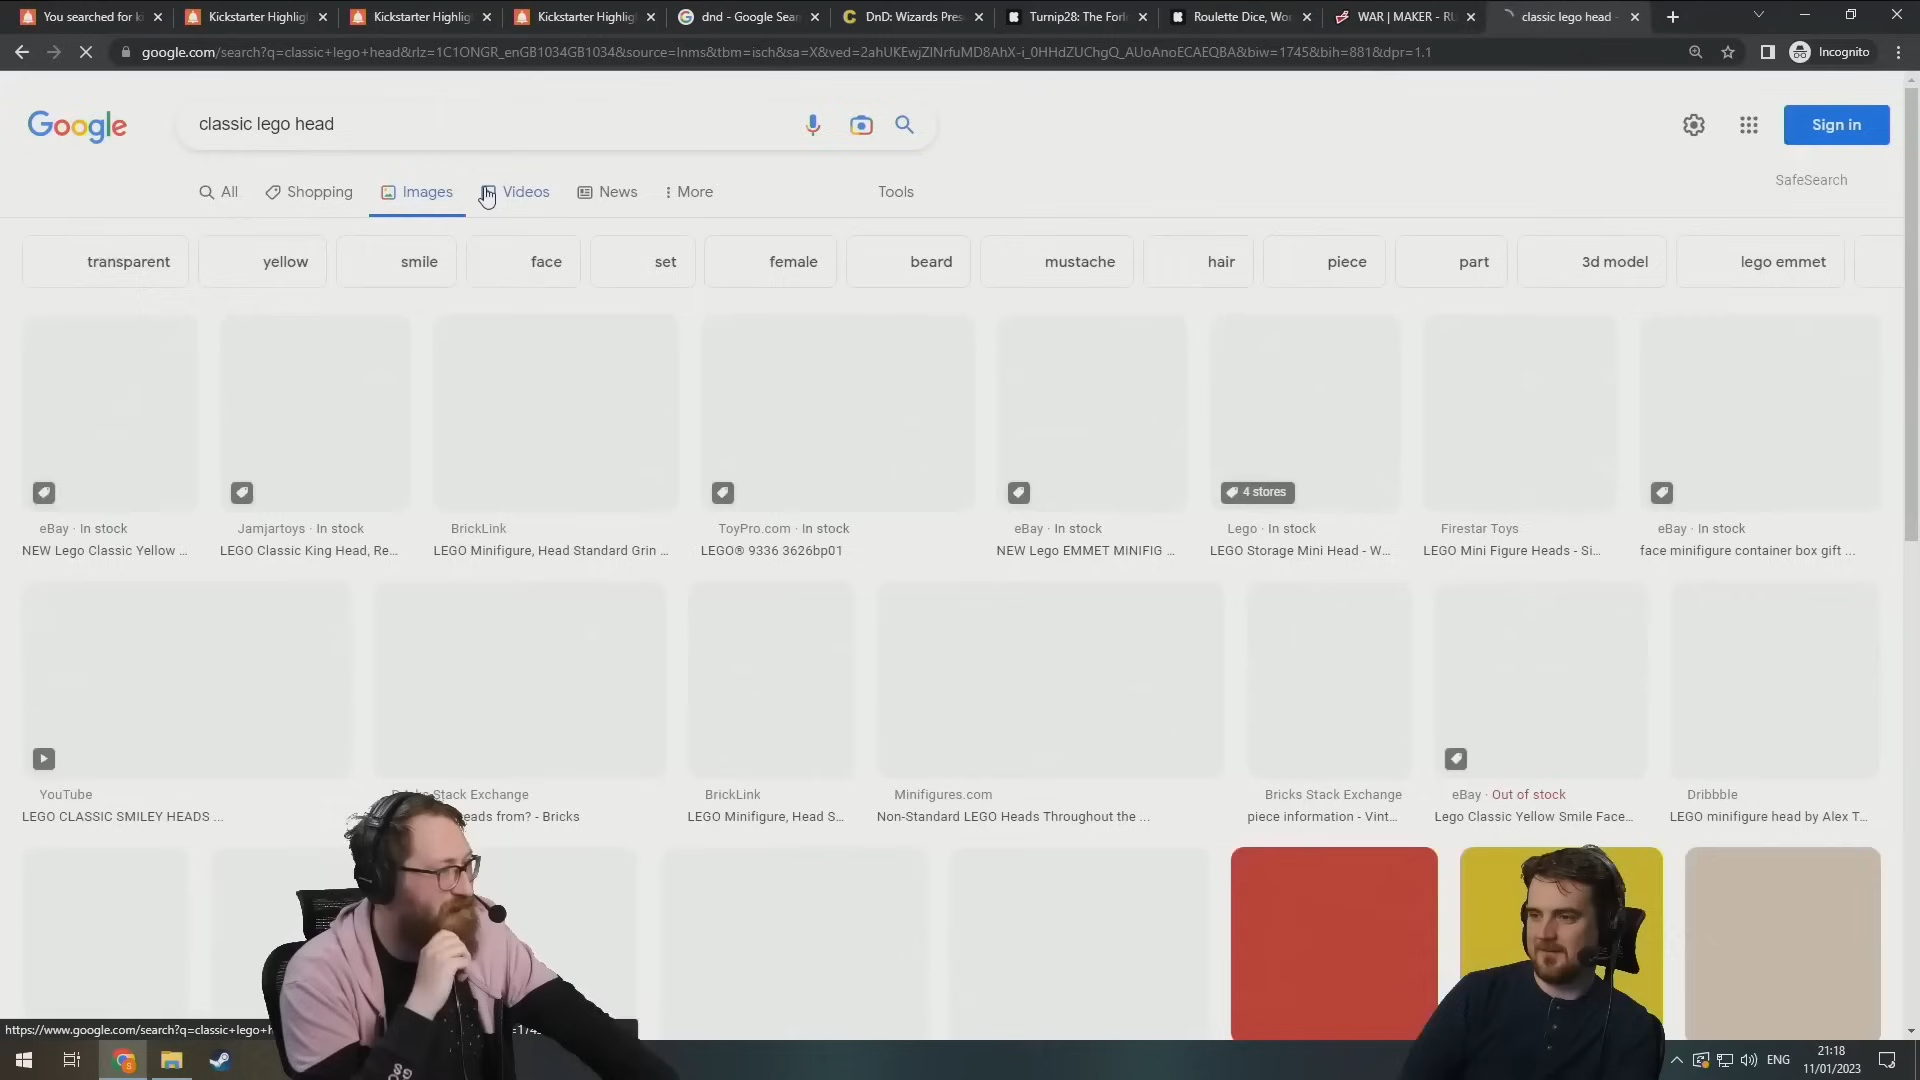 You searched for ki
Kickstarter Highlig
Kickstarter Highlig
Kickstarter Highlig
dnd - Google Sear
DnD: Wizards Pres
Turnip28: The Forl
Roulette Dice, Wo
WAR | MAKER - RU
classic lego head -
google.com/search?q=classic+lego+head&rlz=1C1ONGR_enGB1034GB1034&source=lnms&tbm=isch&sa=X&ved=2ahUKEwjZlNrfuMD8AhX-i_0HHdZUChgQ_AUoAnoECAEQBA&biw=1745&bih=881&dpr=1.1
Incognito
Google
classic lego head
Sign in
All
Shopping
Images
Videos
News
More
Tools
SafeSearch
transparent
yellow
smile
face
set
female
beard
mustache
hair
piece
part
3d model
lego emmet
4 stores
eBay · In stock
NEW Lego Classic Yellow ...
Jamjartoys · In stock
LEGO Classic King Head, Re...
BrickLink
LEGO Minifigure, Head Standard Grin ...
ToyPro.com · In stock
LEGO® 9336 3626bp01
eBay · In stock
NEW Lego EMMET MINIFIG ...
Lego · In stock
LEGO Storage Mini Head - W...
Firestar Toys
LEGO Mini Figure Heads - Si...
eBay · In stock
face minifigure container box gift ...
YouTube
LEGO CLASSIC SMILEY HEADS ...
Bricks Stack Exchange
heads from? - Bricks
BrickLink
LEGO Minifigure, Head S...
Minifigures.com
Non-Standard LEGO Heads Throughout the ...
Bricks Stack Exchange
piece information - Vint...
eBay · Out of stock
Lego Classic Yellow Smile Face...
Dribbble
LEGO minifigure head by Alex T...
https://www.google.com/search?q=classic+lego+h
ENG
21:18
11/01/2023